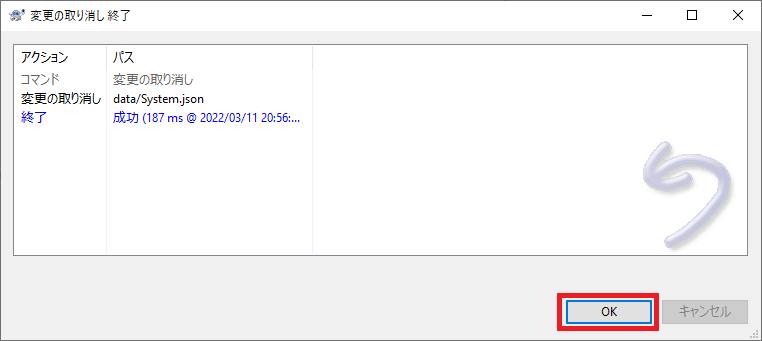 変更の取り消し 終了
アクション パス
コマンド 変更の取り消し
変更の取り消し data/System.json
終了 成功 (187 ms @ 2022/03/11 20:56:...
OK キャンセル